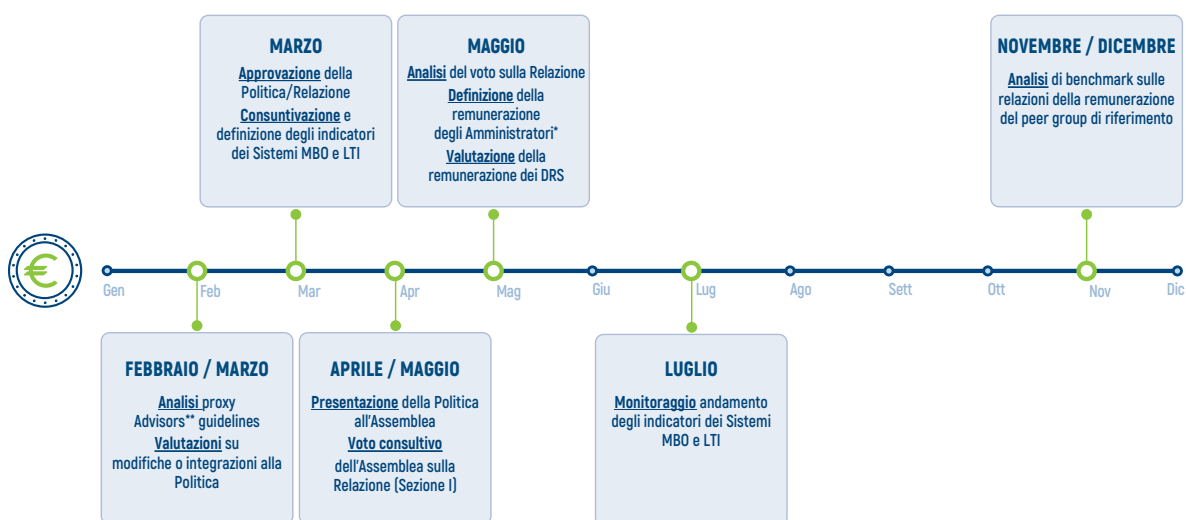 MARZO
Approvazione della
Politica/Relazione
Consuntivazione e
definizione degli indicatori
dei Sistemi MBO e LTI
MAGGIO
Analisi del voto sulla Relazione
Definizione della
remunerazione
degli Amministratori*
Valutazione della
remunerazione dei DRS
NOVEMBRE / DICEMBRE
Analisi di benchmark sulle
relazioni della remunerazione
del peer group di riferimento
€
Gen
Feb
Mar
Apr
Mag
Giu
Lug
Ago
Sett
Ott
Nov
Dic
FEBBRAIO / MARZO
Analisi proxy
Advisors** guidelines
Valutazioni su
modifiche o integrazioni alla
Politica
APRILE / MAGGIO
Presentazione della Politica
all'Assemblea
Voto consultivo
dell'Assemblea sulla
Relazione (Sezione I)
LUGLIO
Monitoraggio andamento
degli indicatori dei Sistemi
MBO e LTI